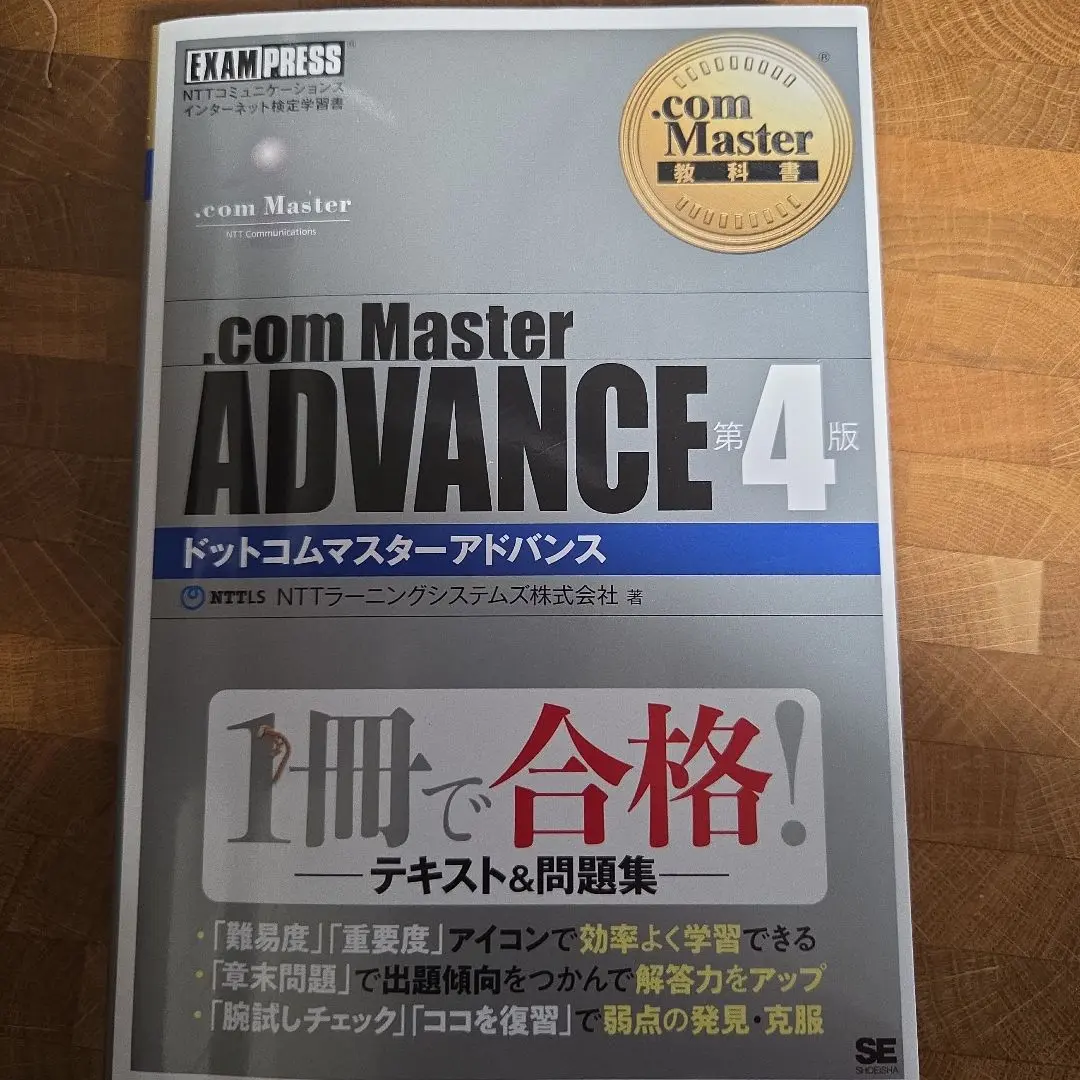 EXAMPRESS®
NTTコミュニケーションズ
インターネット検定学習書
.com Master
NTT Communications
.com
Master
教科書
®
.com Master
ADVANCE 第4版
ドットコムマスターアドバンス
NTTLS NTTラーニングシステムズ株式会社 著
1冊で合格!
テキスト&問題集
・「難易度」「重要度」アイコンで効率よく学習できる
・「章末問題」で出題傾向をつかんで解答力をアップ
・「腕試しチェック」「ココを復習」で弱点の発見・克服
SE
SHOEISHA